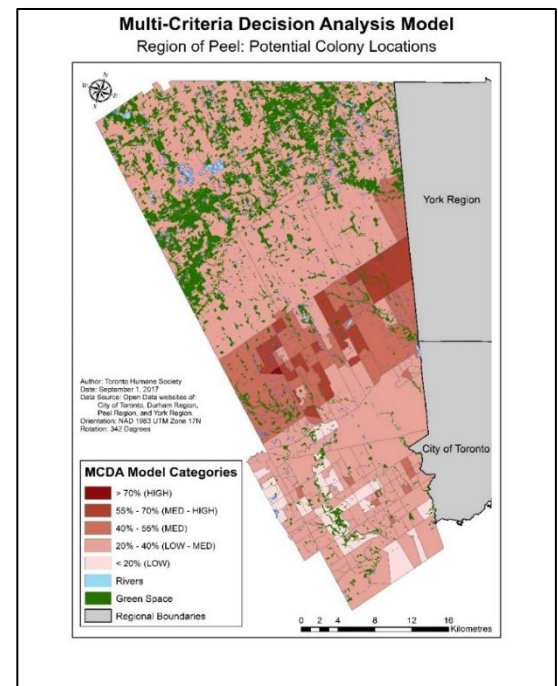 Multi-Criteria Decision Analysis Model
Region of Peel: Potential Colony Locations
N
W
E
S
York Region
City of Toronto
Author: Toronto Humane Society
Date: September 1, 2017
Data Source: Open Data websites of
City of Toronto, Durham Region,
Peel Region, and York Region.
Orientation: NAD 1983 UTM Zone 17N
Rotation: 342 Degrees
MCDA Model Categories
> 70% (HIGH)
55% - 70% (MED - HIGH)
40% - 55% (MED)
20% - 40% (LOW - MED)
< 20% (LOW)
Rivers
Green Space
Regional Boundaries
0 2 4 8 12 16
Kilometres